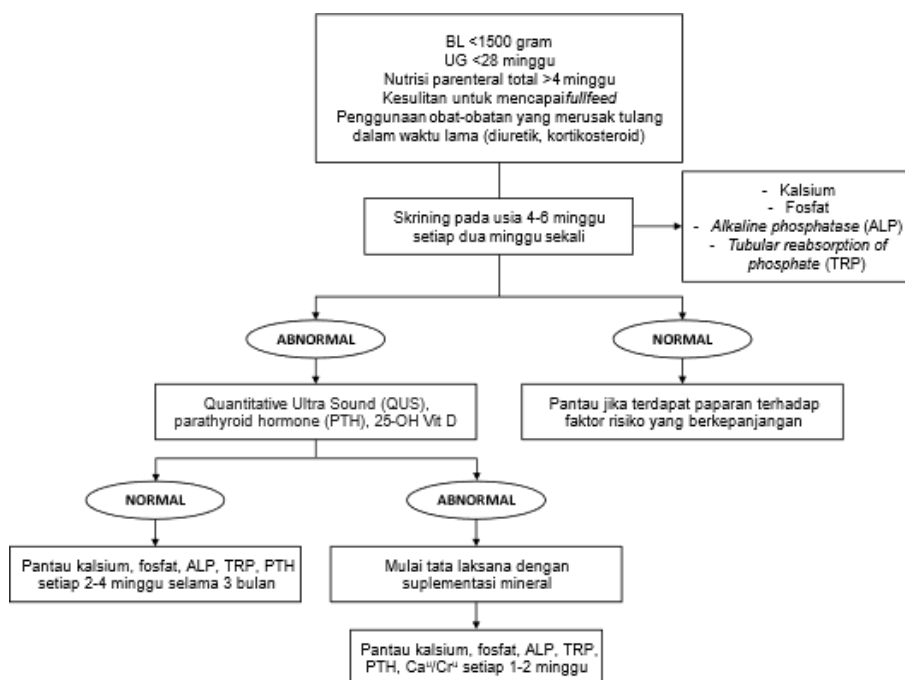 BL <1500 gram
UG <28 minggu
Nutrisi parenteral total >4 minggu
Kesulitan untuk mencapai fullfeed
Penggunaan obat-obatan yang merusak tulang
dalam waktu lama (diuretik, kortikosteroid)
Skrining pada usia 4-6 minggu
setiap dua minggu sekali
- Kalsium
- Fosfat
- Alkaline phosphatase (ALP)
- Tubular reabsorption of
phosphate (TRP)
ABNORMAL
NORMAL
Quantitative Ultra Sound (QUS),
parathyroid hormone (PTH), 25-OH Vit D
Pantau jika terdapat paparan terhadap
faktor risiko yang berkepanjangan
NORMAL
ABNORMAL
Pantau kalsium, fosfat, ALP, TRP, PTH
setiap 2-4 minggu selama 3 bulan
Mulai tata laksana dengan
suplementasi mineral
Pantau kalsium, fosfat, ALP, TRP,
PTH, Caᵘ/Crᵘ setiap 1-2 minggu